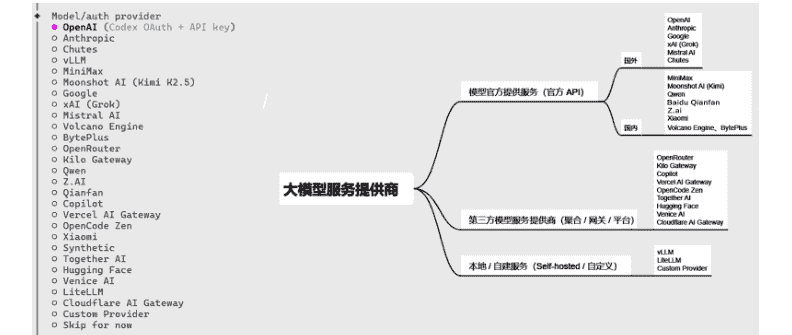 Model/auth provider
OpenAI (Codex OAuth + API key)
Anthropic
Chutes
vLLM
MiniMax
Moonshot AI (Kimi K2.5)
Google
xAI (Grok)
Mistral AI
Volcano Engine
BytePlus
OpenRouter
Kilo Gateway
Qwen
Z.AI
Qianfan
Copilot
Vercel AI Gateway
OpenCode Zen
Xiaomi
Synthetic
Together AI
Hugging Face
Venice AI
LiteLLM
Cloudflare AI Gateway
Custom Provider
Skip for now
大模型服务提供商
模型官方提供服务（官方 API）
国外
OpenAI
Anthropic
Google
xAI (Grok)
Mistral AI
Chutes
国内
MiniMax
Moonshot AI (Kimi)
Qwen
Baidu Qianfan
Z.ai
Xiaomi
Volcano Engine、BytePlus
第三方模型服务提供商（聚合 / 网关 / 平台）
OpenRouter
Kilo Gateway
Copilot
Vercel AI Gateway
OpenCode Zen
Together AI
Hugging Face
Venice AI
Cloudflare AI Gateway
本地 / 自建服务（Self-hosted / 自定义）
vLLM
LiteLLM
Custom Provider